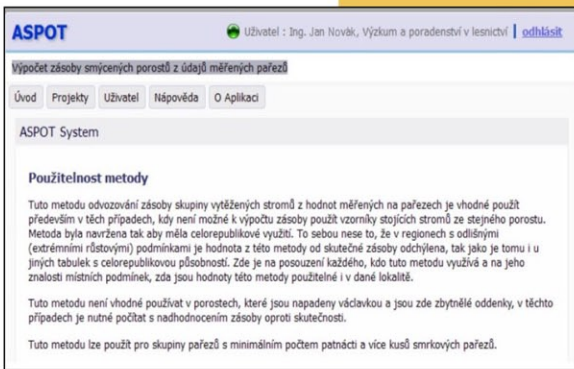 ASPOT
Uživatel : Ing. Jan Novák, Výzkum a poradenství v lesnictví | odhlásit
Výpočet zásoby smýcených porostů z údajů měřených pařezů
Úvod Projekty Uživatel Nápověda O Aplikaci
ASPOT System
Použitelnost metody
Tuto metodu odvozování zásoby skupiny vytěžených stromů z hodnot měřených na pařezech je vhodné použít
především v těch případech, kdy není možné k výpočtu zásoby použít vzorníky stojících stromů ze stejného porostu.
Metoda byla navržena tak aby měla celorepublikové využití. To sebou nese to, že v regionech s odlišnými
(extrémními růstovými) podmínkami je hodnota z této metody od skutečné zásoby odchýlena, tak jako je tomu i u
jiných tabulek s celorepublikovou působností. Zde je na posouzení každého, kdo tuto metodu využívá a na jeho
znalosti místních podmínek, zda jsou hodnoty této metody použitelné i v dané lokalitě.
Tuto metodu není vhodné používat v porostech, které jsou napadeny václavkou a jsou zde zbytnělé oddenky, v těchto
případech je nutné počítat s nadhodnocením zásoby oproti skutečnosti.
Tuto metodu lze použít pro skupiny pařezů s minimálním počtem patnácti a více kusů smrkových pařezů.